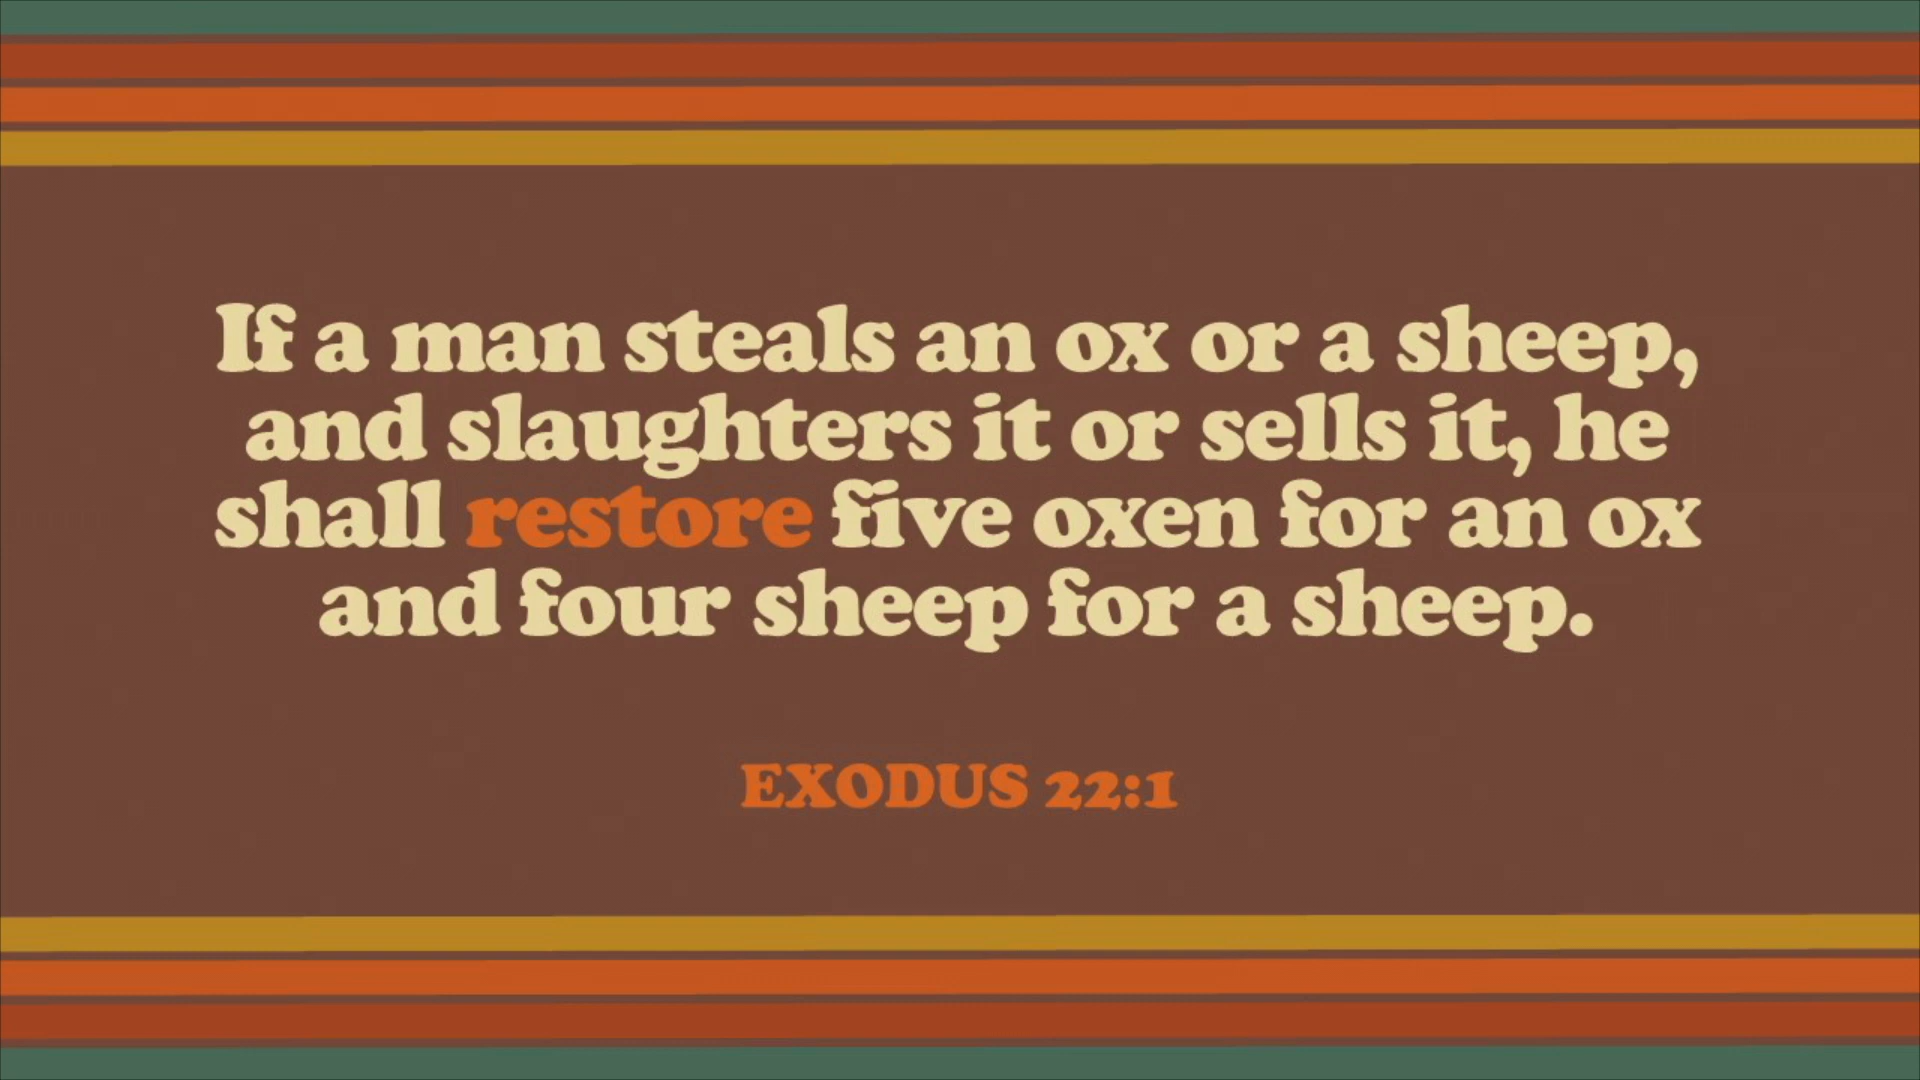 If a man steals an ox or a sheep,
and slaughters it or sells it, he
shall restore five oxen for an ox
and four sheep for a sheep.
EXODUS 22:1